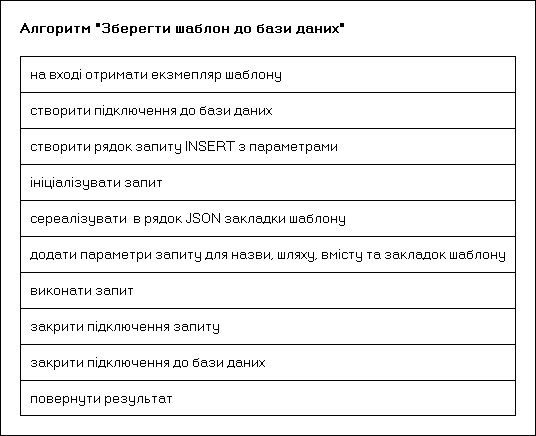 Алгоритм "Зберегти шаблон до бази даних"
на вході отримати екзмепляр шаблону
створити підключення до бази даних
створити рядок запиту INSERT з параметрами
ініціалізувати запит
сереалізувати в рядок JSON закладки шаблону
додати параметри запиту для назви, шляху, вмісту та закладок шаблону
виконати запит
закрити підключення запиту
закрити підключення до бази даних
повернути результат